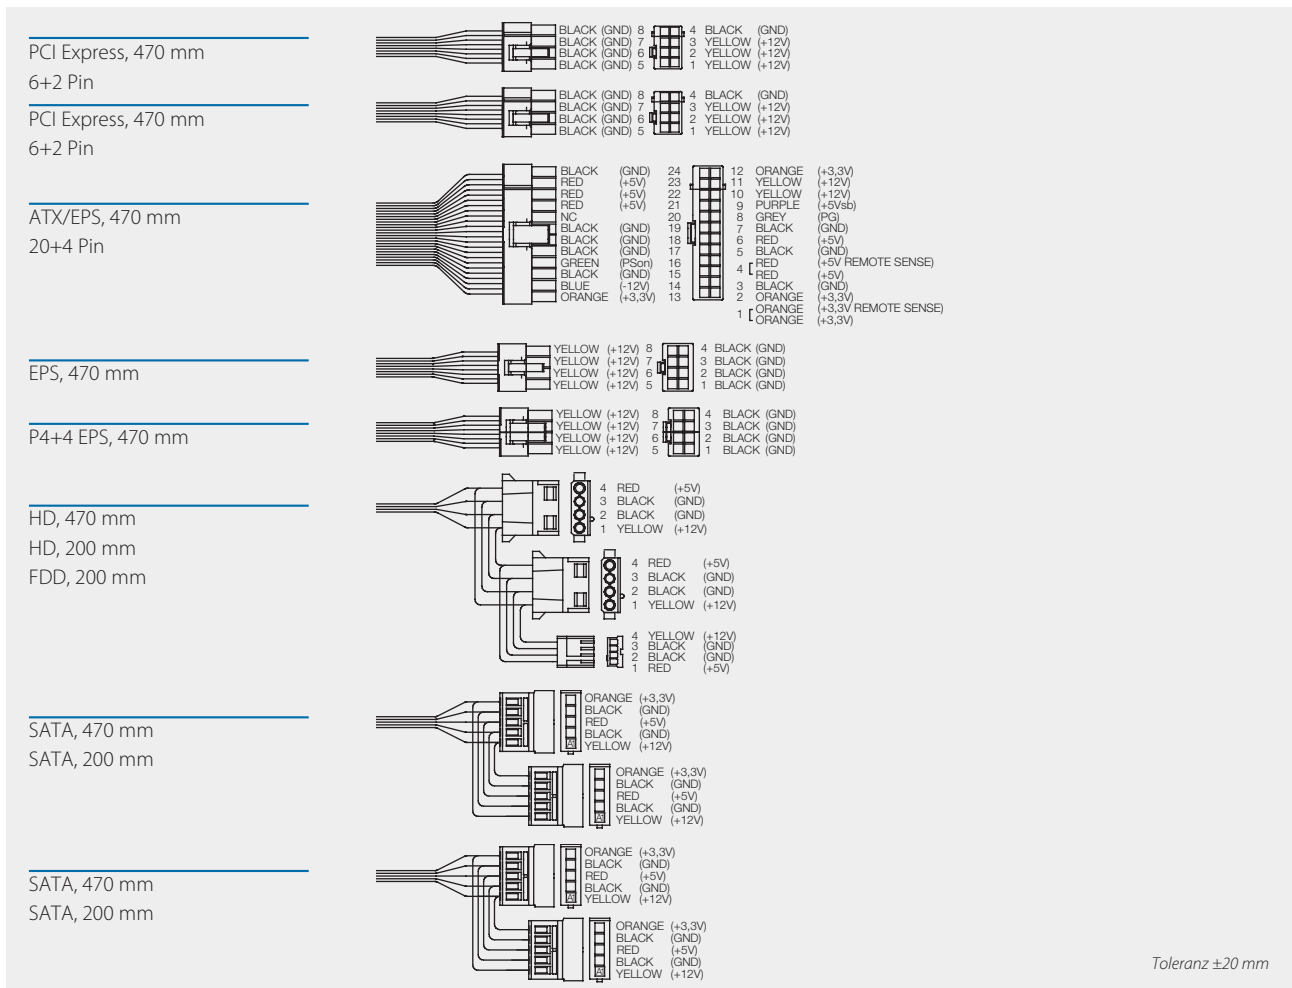 PCI Express, 470 mm
6+2 Pin
BLACK (GND) 8 4 BLACK (GND)
BLACK (GND) 7 3 YELLOW (+12V)
BLACK (GND) 6 2 YELLOW (+12V)
BLACK (GND) 5 1 YELLOW (+12V)
PCI Express, 470 mm
6+2 Pin
BLACK (GND) 8 4 BLACK (GND)
BLACK (GND) 7 3 YELLOW (+12V)
BLACK (GND) 6 2 YELLOW (+12V)
BLACK (GND) 5 1 YELLOW (+12V)
ATX/EPS, 470 mm
20+4 Pin
BLACK (GND) 24 12 ORANGE (+3,3V)
RED (+5V) 23 11 YELLOW (+12V)
RED (+5V) 22 10 YELLOW (+12V)
RED (+5V) 21 9 PURPLE (+5Vsb)
NC 20 8 GREY (PG)
BLACK (GND) 19 7 BLACK (GND)
BLACK (GND) 18 6 RED (+5V)
BLACK (GND) 17 5 BLACK (GND)
GREEN (PSon) 16 4 RED (+5V REMOTE SENSE)
BLACK (GND) 15 RED (+5V)
BLUE (-12V) 14 3 BLACK (GND)
ORANGE (+3,3V) 13 2 ORANGE (+3,3V)
1 ORANGE (+3,3V REMOTE SENSE)
ORANGE (+3,3V)
EPS, 470 mm
YELLOW (+12V) 8 4 BLACK (GND)
YELLOW (+12V) 7 3 BLACK (GND)
YELLOW (+12V) 6 2 BLACK (GND)
YELLOW (+12V) 5 1 BLACK (GND)
P4+4 EPS, 470 mm
YELLOW (+12V) 8 4 BLACK (GND)
YELLOW (+12V) 7 3 BLACK (GND)
YELLOW (+12V) 6 2 BLACK (GND)
YELLOW (+12V) 5 1 BLACK (GND)
HD, 470 mm
HD, 200 mm
FDD, 200 mm
4 RED (+5V)
3 BLACK (GND)
2 BLACK (GND)
1 YELLOW (+12V)
4 RED (+5V)
3 BLACK (GND)
2 BLACK (GND)
1 YELLOW (+12V)
4 YELLOW (+12V)
3 BLACK (GND)
2 BLACK (GND)
1 RED (+5V)
SATA, 470 mm
SATA, 200 mm
ORANGE (+3,3V)
BLACK (GND)
RED (+5V)
BLACK (GND)
YELLOW (+12V)
ORANGE (+3,3V)
BLACK (GND)
RED (+5V)
BLACK (GND)
YELLOW (+12V)
SATA, 470 mm
SATA, 200 mm
ORANGE (+3,3V)
BLACK (GND)
RED (+5V)
BLACK (GND)
YELLOW (+12V)
ORANGE (+3,3V)
BLACK (GND)
RED (+5V)
BLACK (GND)
YELLOW (+12V)
Toleranz ±20 mm